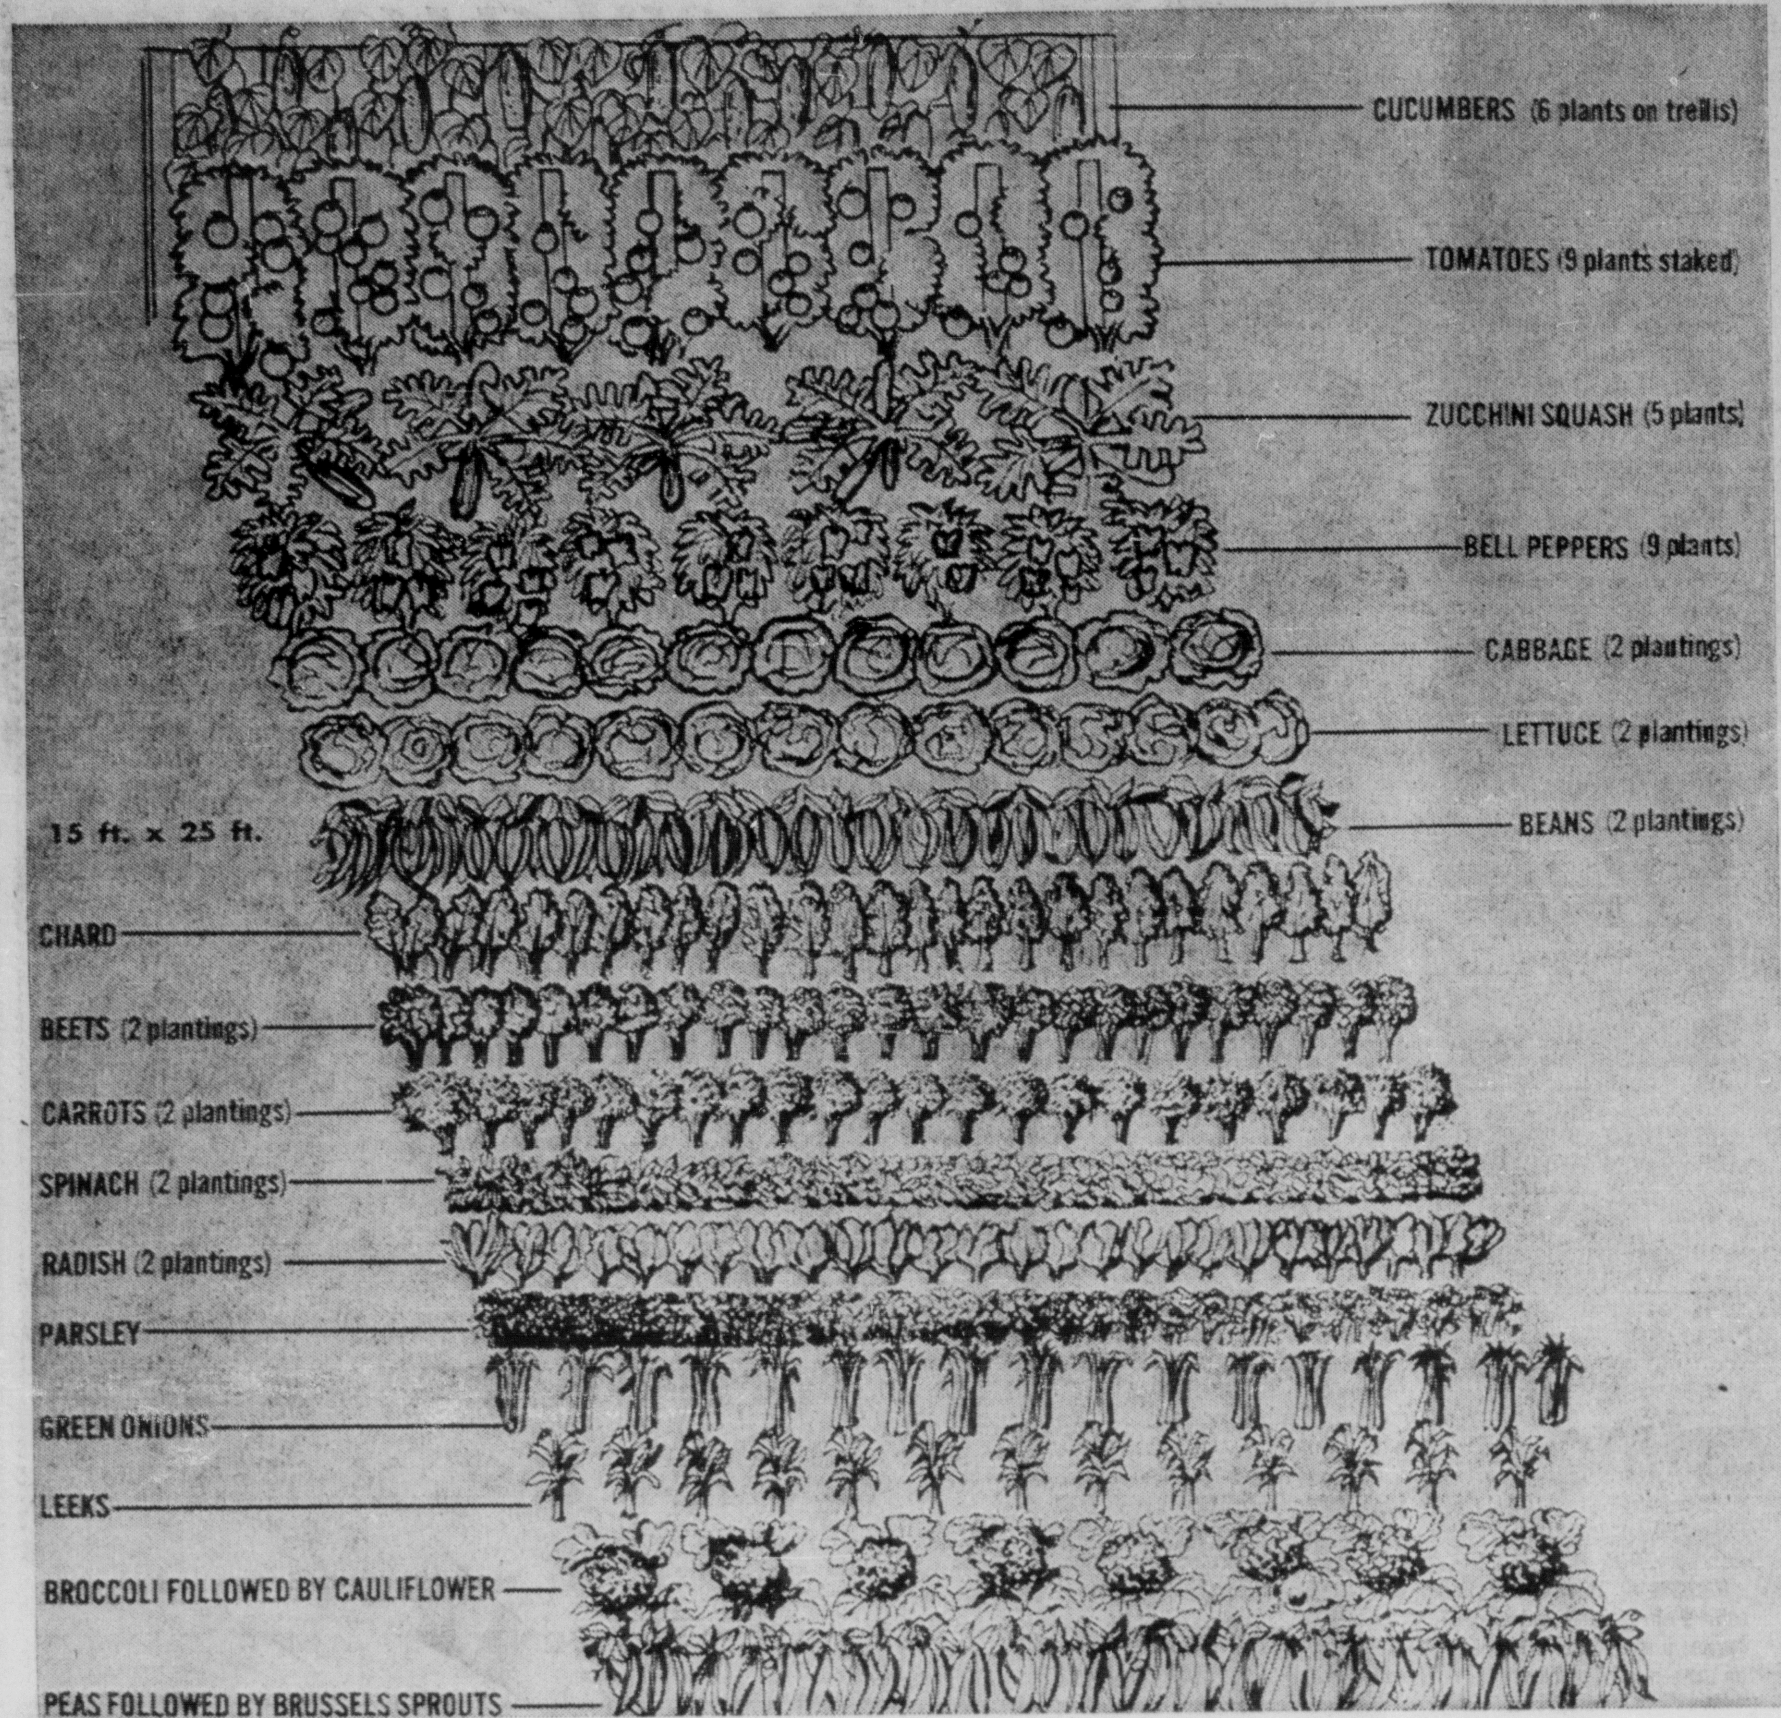 CUCUMBERS (6 plants on trellis)
TOMATOES (9 plants staked)
ZUCCHINI SQUASH (5 plants)
BELL PEPPERS (9 plants)
CABBAGE (2 plantings)
LETTUCE (2 plantings)
BEANS (2 plantings)
15 ft. x 25 ft.
CHARD
BEETS (2 plantings)
CARROTS (2 plantings)
SPINACH (2 plantings)
RADISH (2 plantings)
PARSLEY
GREEN ONIONS
LEEKS
BROCCOLI FOLLOWED BY CAULIFLOWER
PEAS FOLLOWED BY BRUSSELS SPROUTS